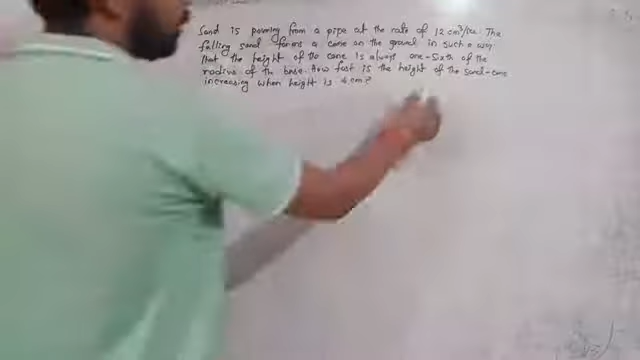 Sand is pouring from a pipe at the rate of 12 cm³/sec. The
falling sand forms a cone on the ground in such a way
that the height of the cone is always one-sixth of the
radius of the base. How fast is the height of the sand-cone
increasing when height is 4 cm?